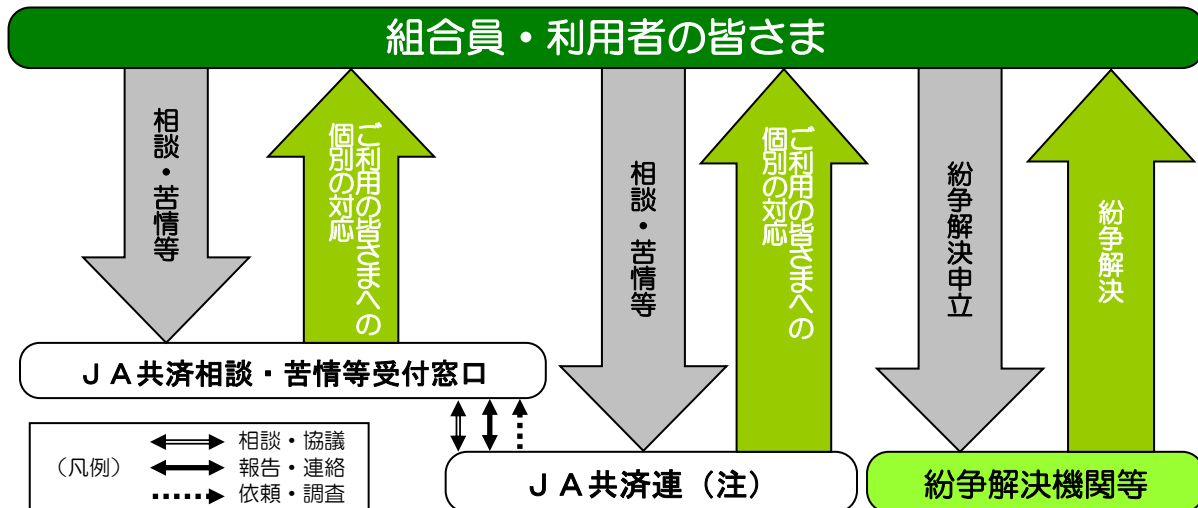 組合員・利用者の皆さま
相談・苦情等
ご利用の皆さまへの
個別の対応
相談・苦情等
ご利用の皆さまへの
個別の対応
紛争解決申立
紛争解決
ＪＡ共済相談・苦情等受付窓口
（凡例）
相談・協議
報告・連絡
依頼・調査
ＪＡ共済連（注）
紛争解決機関等